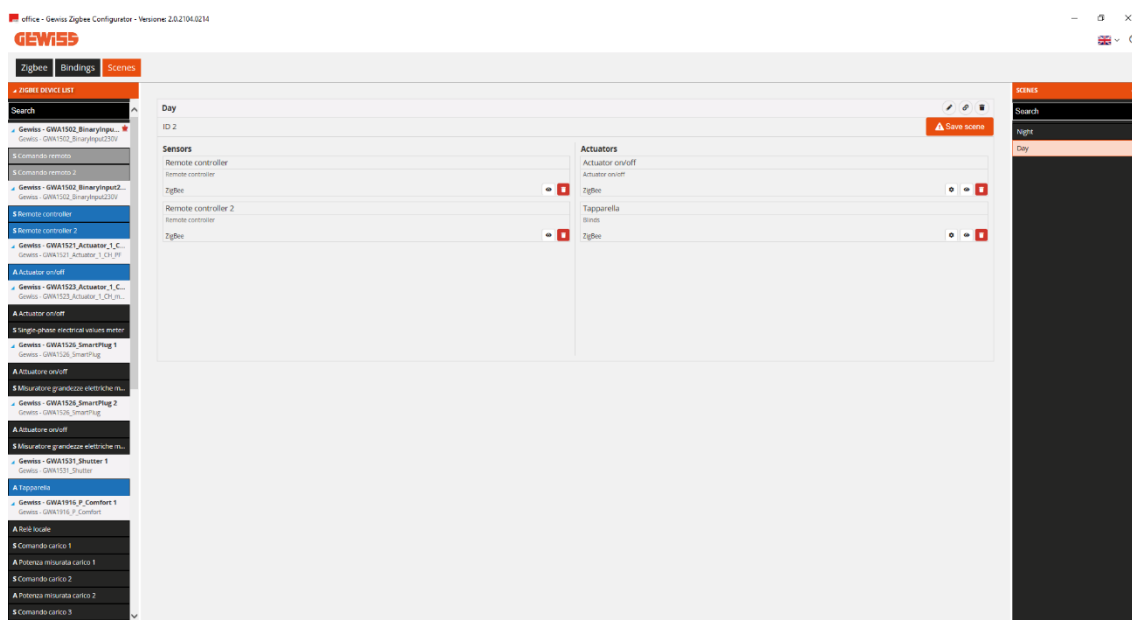 office - Gewiss Zigbee Configurator - Versione: 2.0.2104.0214
GEWISS
Zigbee Bindings Scenes
ZIGBEE DEVICE LIST
Search
Gewiss - GWA1502_BinaryInpu...
Gewiss - GWA1502_BinaryInput230V
S Comando remoto
S Comando remoto 2
Gewiss - GWA1502_BinaryInput2...
Gewiss - GWA1502_BinaryInput230V
S Remote controller
S Remote controller 2
Gewiss - GWA1521_Actuator_1_C...
Gewiss - GWA1521_Actuator_1_CH_PF
A Actuator on/off
Gewiss - GWA1523_Actuator_1_C...
Gewiss - GWA1523_Actuator_1_CH_m...
A Actuator on/off
S Single-phase electrical values meter
Gewiss - GWA1526_SmartPlug 1
Gewiss - GWA1526_SmartPlug
A Attuatore on/off
S Misuratore grandezze elettriche m...
Gewiss - GWA1526_SmartPlug 2
Gewiss - GWA1526_SmartPlug
A Attuatore on/off
S Misuratore grandezze elettriche m...
Gewiss - GWA1531_Shutter 1
Gewiss - GWA1531_Shutter
A Tapparella
Gewiss - GWA1916_P_Comfort 1
Gewiss - GWA1916_P_Comfort
A Relè locale
S Comando carico 1
A Potenza misurata carico 1
S Comando carico 2
A Potenza misurata carico 2
S Comando carico 3
Day
ID 2
Save scene
Sensors
Remote controller
Remote controller
ZigBee
Remote controller 2
Remote controller
ZigBee
Actuators
Actuator on/off
Actuator on/off
ZigBee
Tapparella
Blinds
ZigBee
SCENES
Search
Night
Day